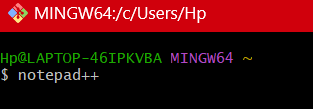 MINGW64:/c/Users/Hp
Hp@LAPTOP-46IPKVBA MINGW64 ~
$ notepad++